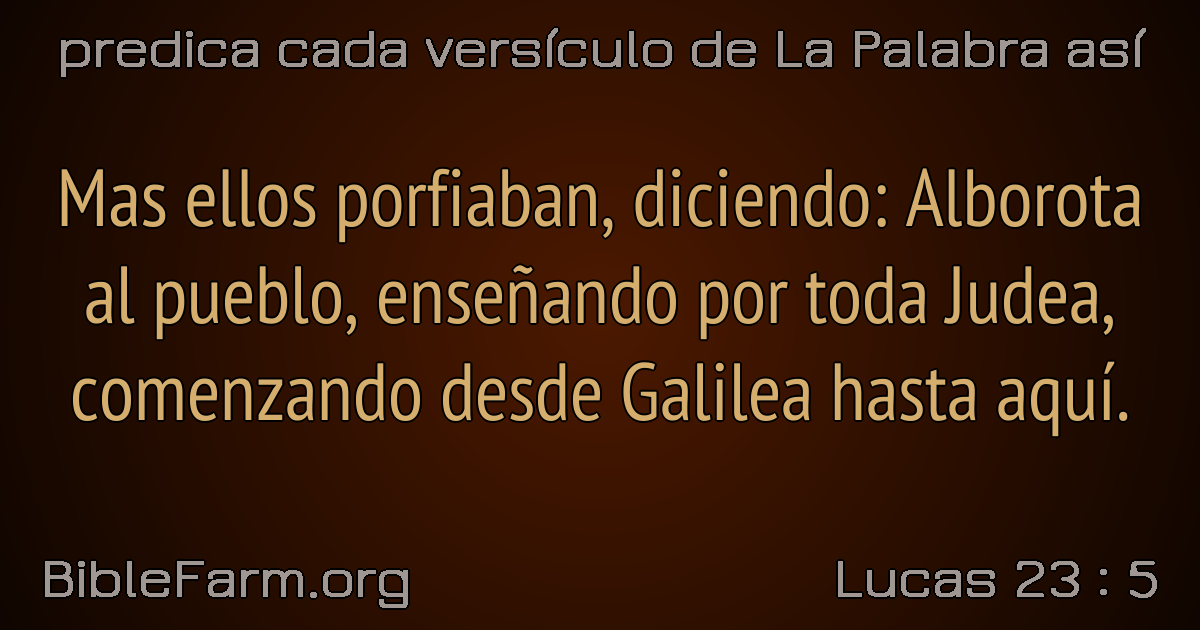 predica cada versículo de La Palabra así
Mas ellos porfiaban, diciendo: Alborota
al pueblo, enseñando por toda Judea,
comenzando desde Galilea hasta aquí.
BibleFarm.org
Lucas 23 : 5